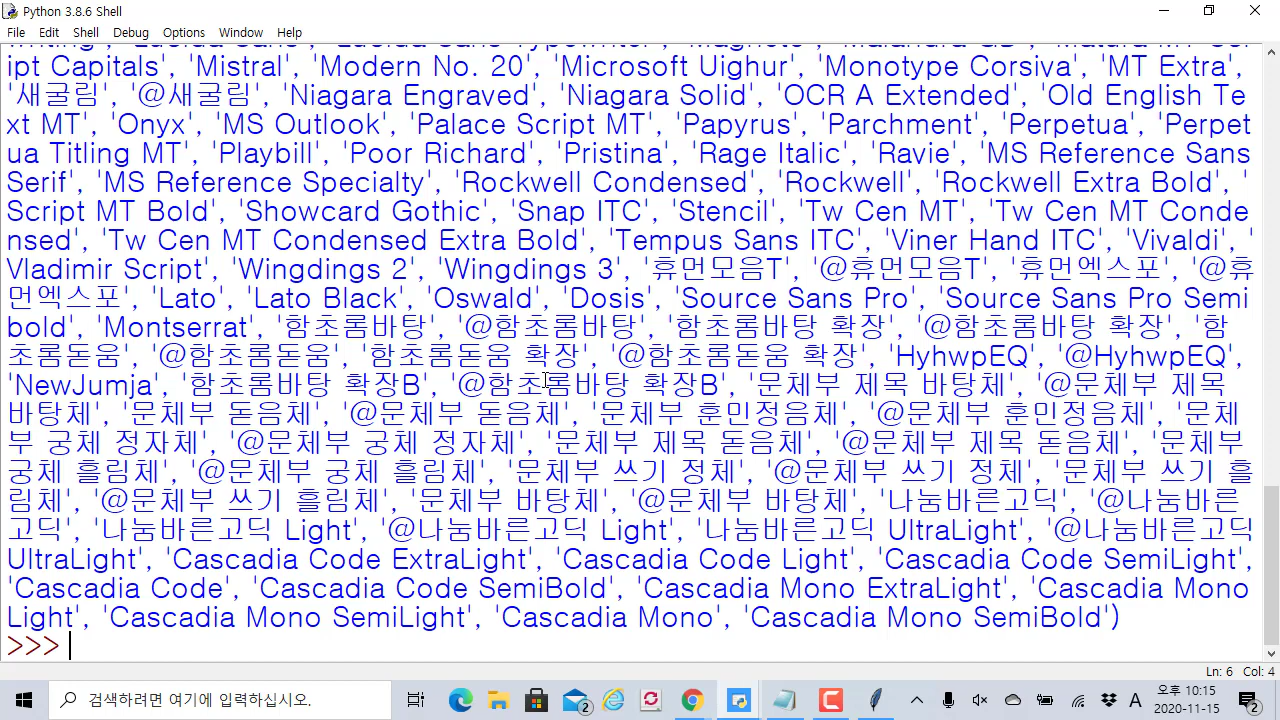 Python 3.8.6 Shell
File Edit Shell Debug Options Window Help
ipt Capitals', 'Mistral', 'Modern No. 20', 'Microsoft Uighur', 'Monotype Corsiva', 'MT Extra',
'새굴림', '@새굴림', 'Niagara Engraved', 'Niagara Solid', 'OCR A Extended', 'Old English Te
xt MT', 'Onyx', 'MS Outlook', 'Palace Script MT', 'Papyrus', 'Parchment', 'Perpetua', 'Perpet
ua Titling MT', 'Playbill', 'Poor Richard', 'Pristina', 'Rage Italic', 'Ravie', 'MS Reference Sans
Serif', 'MS Reference Specialty', 'Rockwell Condensed', 'Rockwell', 'Rockwell Extra Bold', '
Script MT Bold', 'Showcard Gothic', 'Snap ITC', 'Stencil', 'Tw Cen MT', 'Tw Cen MT Conde
nsed', 'Tw Cen MT Condensed Extra Bold', 'Tempus Sans ITC', 'Viner Hand ITC', 'Vivaldi', '
Vladimir Script', 'Wingdings 2', 'Wingdings 3', '휴먼모음T', '@휴먼모음T', '휴먼엑스포', '@휴
먼엑스포', 'Lato', 'Lato Black', 'Oswald', 'Dosis', 'Source Sans Pro', 'Source Sans Pro Semi
bold', 'Montserrat', '함초롬바탕', '@함초롬바탕', '함초롬바탕 확장', '@함초롬바탕 확장', '함
초롬돋움', '@함초롬돋움', '함초롬돋움 확장', '@함초롬돋움 확장', 'HyhwpEQ', '@HyhwpEQ',
'NewJumja', '함초롬바탕 확장B', '@함초롬바탕 확장B', '문체부 제목 바탕체', '@문체부 제목
바탕체', '문체부 돋음체', '@문체부 돋음체', '문체부 훈민정음체', '@문체부 훈민정음체', '문체
부 궁체 정자체', '@문체부 궁체 정자체', '문체부 제목 돋음체', '@문체부 제목 돋음체', '문체부
궁체 흘림체', '@문체부 궁체 흘림체', '문체부 쓰기 정체', '@문체부 쓰기 정체', '문체부 쓰기 흘
림체', '@문체부 쓰기 흘림체', '문체부 바탕체', '@문체부 바탕체', '나눔바른고딕', '@나눔바른
고딕', '나눔바른고딕 Light', '@나눔바른고딕 Light', '나눔바른고딕 UltraLight', '@나눔바른고딕
UltraLight', 'Cascadia Code ExtraLight', 'Cascadia Code Light', 'Cascadia Code SemiLight',
'Cascadia Code', 'Cascadia Code SemiBold', 'Cascadia Mono ExtraLight', 'Cascadia Mono
Light', 'Cascadia Mono SemiLight', 'Cascadia Mono', 'Cascadia Mono SemiBold')
>>>
Ln: 6 Col: 4
검색하려면 여기에 입력하십시오.
2
A
오후 10:15
2020-11-15
2